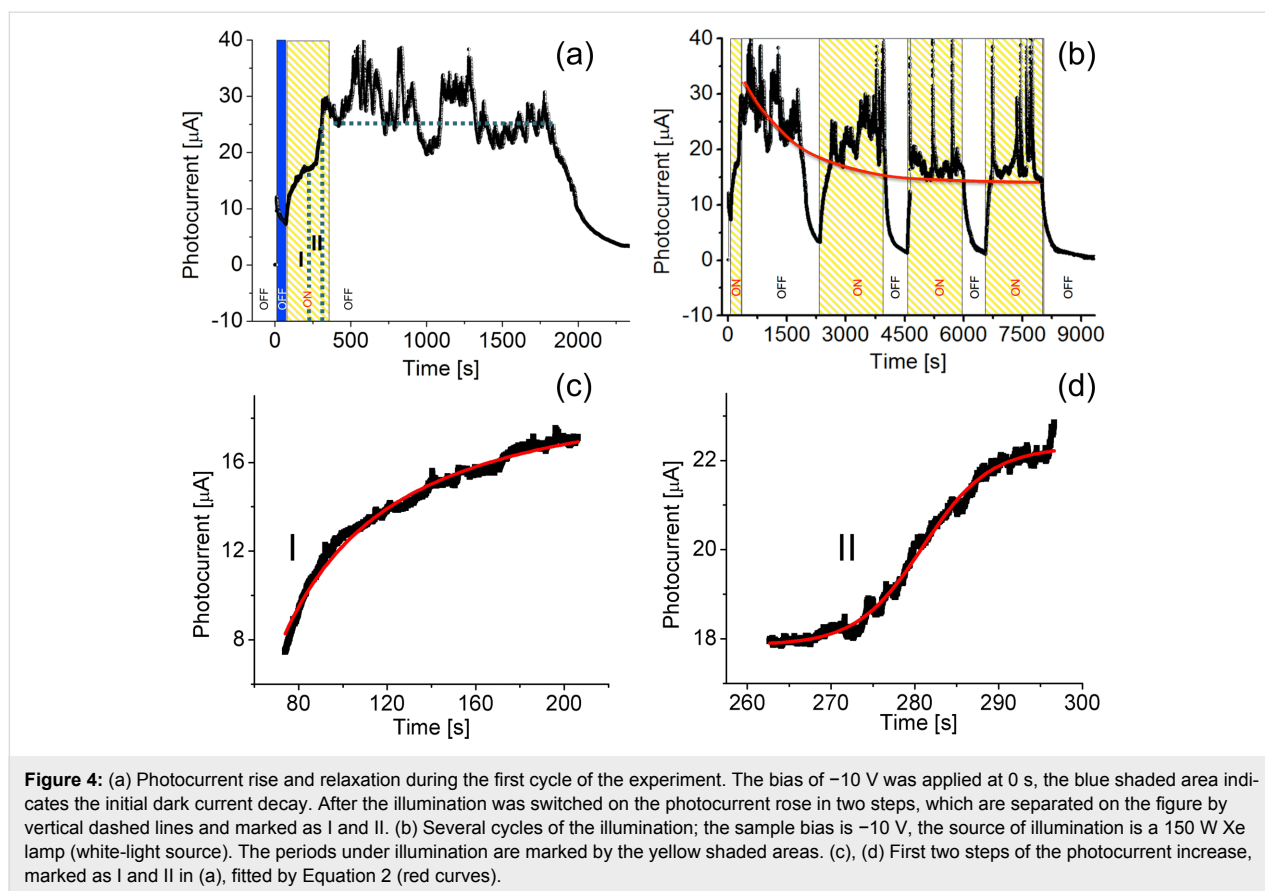 (a)
Photocurrent [µA]
40
30
20
10
0
-10
I
II
OFF
OFF
ON
OFF
0 500 1000 1500 2000
Time [s]
(b)
Photocurrent [µA]
40
30
20
10
0
-10
ON
OFF
ON
OFF
ON
OFF
ON
OFF
0 1500 3000 4500 6000 7500 9000
Time [s]
(c)
Photocurrent [µA]
16
12
8
I
80 120 160 200
Time [s]
(d)
Photocurrent [µA]
22
20
18
II
260 270 280 290 300
Time [s]
Figure 4: (a) Photocurrent rise and relaxation during the first cycle of the experiment. The bias of −10 V was applied at 0 s, the blue shaded area indi-
cates the initial dark current decay. After the illumination was switched on the photocurrent rose in two steps, which are separated on the figure by
vertical dashed lines and marked as I and II. (b) Several cycles of the illumination; the sample bias is −10 V, the source of illumination is a 150 W Xe
lamp (white-light source). The periods under illumination are marked by the yellow shaded areas. (c), (d) First two steps of the photocurrent increase,
marked as I and II in (a), fitted by Equation 2 (red curves).